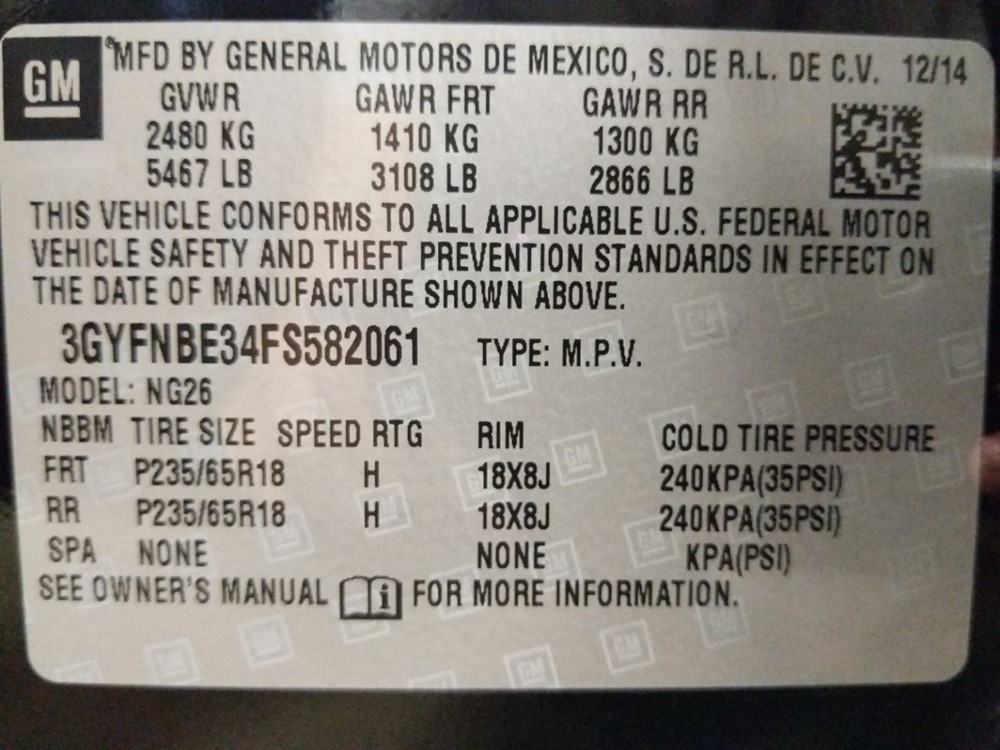 GM MFD BY GENERAL MOTORS DE MEXICO, S. DE R.L. DE C.V. 12/14
GVWR GAWR FRT GAWR RR
2480 KG 1410 KG 1300 KG
5467 LB 3108 LB 2866 LB
THIS VEHICLE CONFORMS TO ALL APPLICABLE U.S. FEDERAL MOTOR
VEHICLE SAFETY AND THEFT PREVENTION STANDARDS IN EFFECT ON
THE DATE OF MANUFACTURE SHOWN ABOVE.
3GYFNBE34FS582061 TYPE: M.P.V.
MODEL: NG26
NBBM TIRE SIZE SPEED RTG RIM COLD TIRE PRESSURE
FRT P235/65R18 H 18X8J 240KPA(35PSI)
RR P235/65R18 H 18X8J 240KPA(35PSI)
SPA NONE NONE KPA(PSI)
SEE OWNER'S MANUAL i FOR MORE INFORMATION.